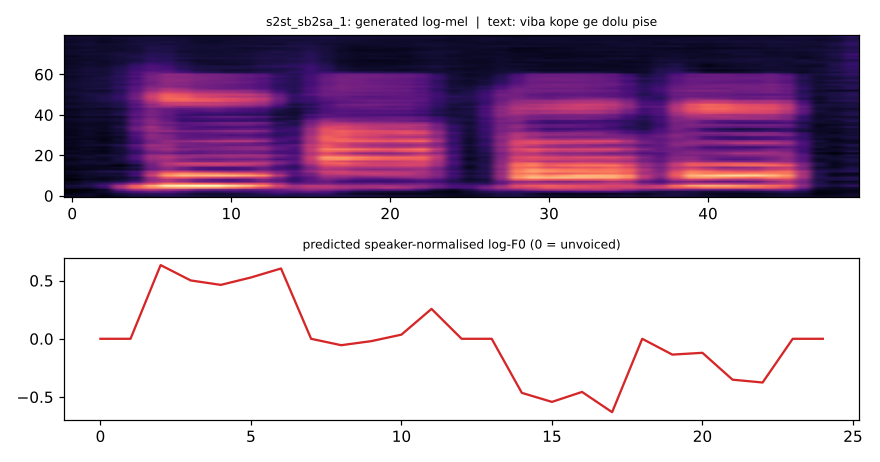 s2st_sb2sa_1: generated log-mel | text: viba kope ge dolu pise
60
40
20
0
0 10 20 30 40
predicted speaker-normalised log-F0 (0 = unvoiced)
0.5
0.0
−0.5
0 5 10 15 20 25